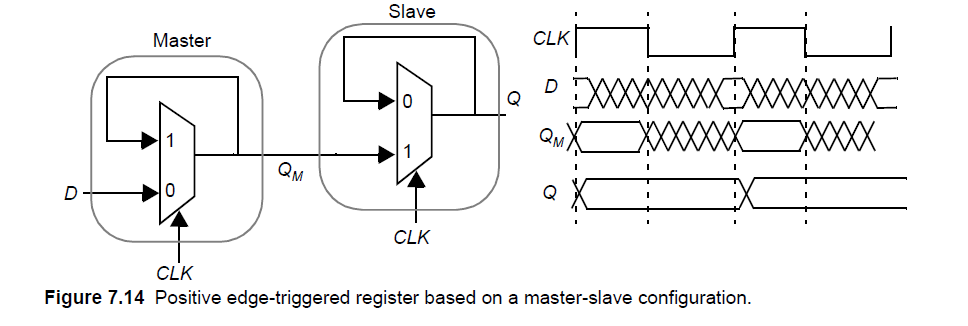 Slave
Master
CLK
D
0
Q
1
1
Q_M
Q_M
D
0
Q
CLK
CLK
Figure 7.14 Positive edge-triggered register based on a master-slave configuration.